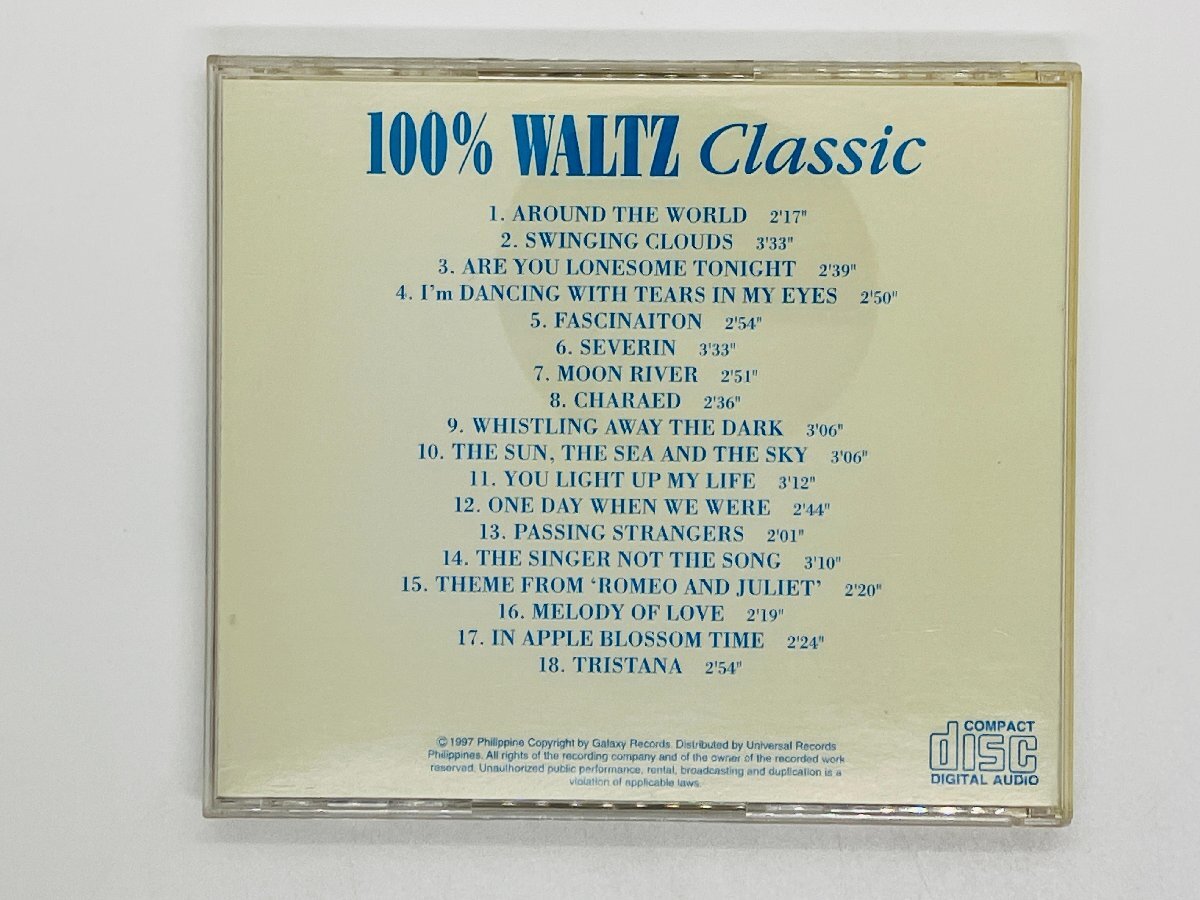 100% WALTZ Classic
1. AROUND THE WORLD 2'17"
2. SWINGING CLOUDS 3'33"
3. ARE YOU LONESOME TONIGHT 2'39"
4. I'm DANCING WITH TEARS IN MY EYES 2'50"
5. FASCINAITON 2'54"
6. SEVERIN 3'33"
7. MOON RIVER 2'51"
8. CHARAED 2'36"
9. WHISTLING AWAY THE DARK 3'06"
10. THE SUN, THE SEA AND THE SKY 3'06"
11. YOU LIGHT UP MY LIFE 3'12"
12. ONE DAY WHEN WE WERE 2'44"
13. PASSING STRANGERS 2'01"
14. THE SINGER NOT THE SONG 3'10"
15. THEME FROM ‘ROMEO AND JULIET’ 2'20"
16. MELODY OF LOVE 2'19"
17. IN APPLE BLOSSOM TIME 2'24"
18. TRISTANA 2'54"
© 1997 Philippine Copyright by Galaxy Records. Distributed by Universal Records
Philippines. All rights of the recording company and of the owner of the recorded work
reserved. Unauthorized public performance, rental, broadcasting and duplication is a
violation of applicable laws.
COMPACT
disc
DIGITAL AUDIO